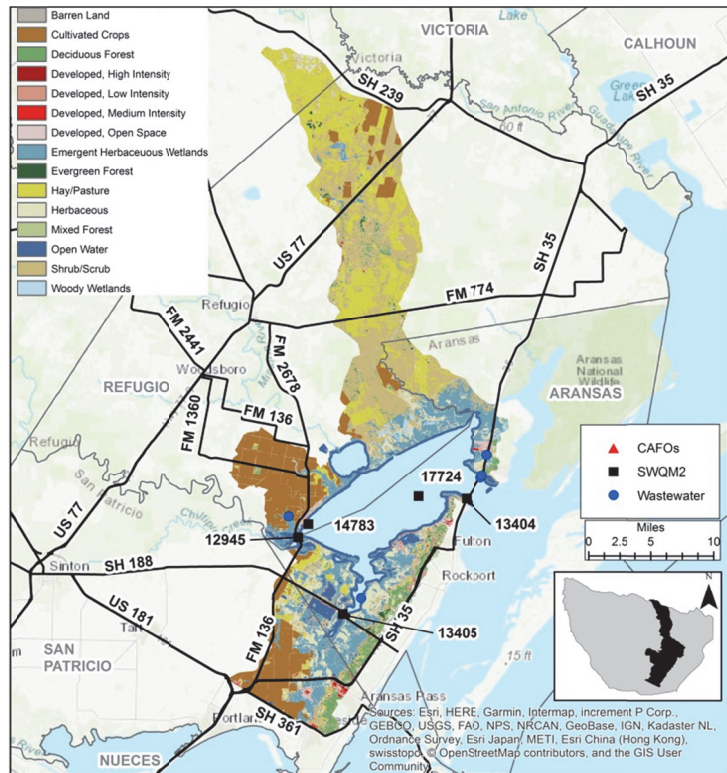 Barren Land
Cultivated Crops
Deciduous Forest
Developed, High Intensity
Developed, Low Intensity
Developed, Medium Intensity
Developed, Open Space
Emergent Herbaceuous Wetlands
Evergreen Forest
Hay/Pasture
Herbaceous
Mixed Forest
Open Water
Shrub/Scrub
Woody Wetlands
VICTORIA
CALHOUN
Lake
Victoria
SH 239
SH 35
Green
Lake
San Antonio River
Guadalupe River
60 ft
US 77
SH 35
FM 774
Refugio
FM 2441
FM 2678
Woodsboro
Aransas
Aransas
National
ARANSAS
REFUGIO
FM 1360
FM 136
Refugio
San Patricio
CAFOs
SWQM2
Wastewater
17724
14783
13404
12945
Miles
0 2.5 5 10
US 77
Sinton
SH 188
Fulton
Rockport
N
US 181
FM 136
SH 35
13405
SAN
PATRICIO
15 ft
Aransas Pass
SH 361
NUECES
Sources: Esri, HERE, Garmin, Intermap, increment P Corp.,
GEBCO, USGS, FAO, NPS, NRCAN, GeoBase, IGN, Kadaster NL,
Ordnance Survey, Esri Japan, METI, Esri China (Hong Kong),
swisstopo, © OpenStreetMap contributors, and the GIS User
Community